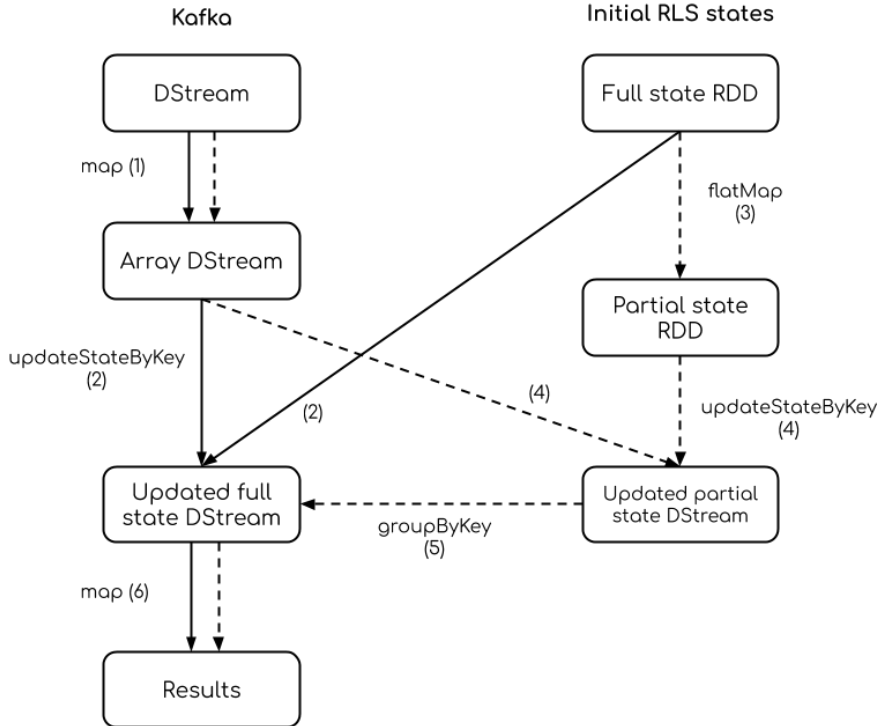 Kafka
Initial RLS states
DStream
Full state RDD
map (1)
flatMap
(3)
Array DStream
Partial state
RDD
updateStateByKey
(2)
(4)
(2)
updateStateByKey
(4)
Updated full
state DStream
Updated partial
state DStream
groupByKey
(5)
map (6)
Results